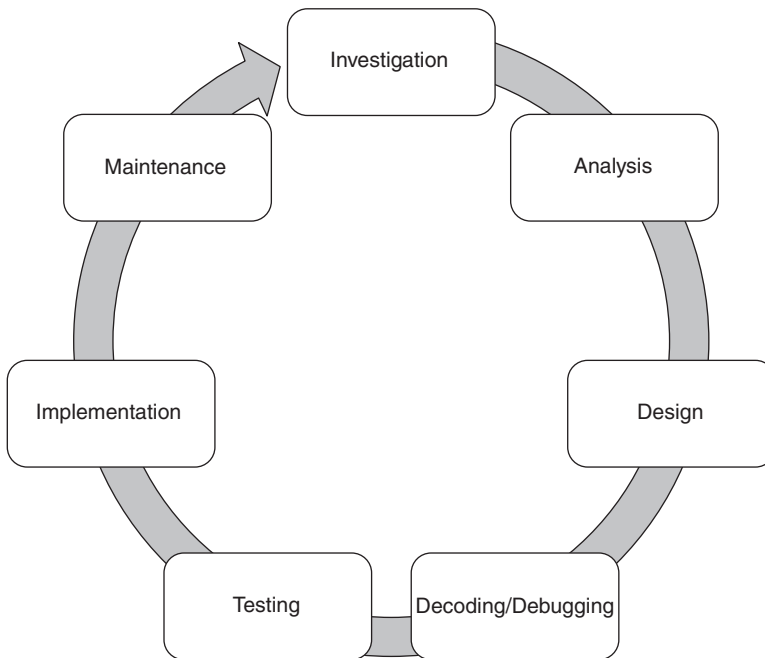 Investigation
Analysis
Design
Decoding/Debugging
Testing
Implementation
Maintenance